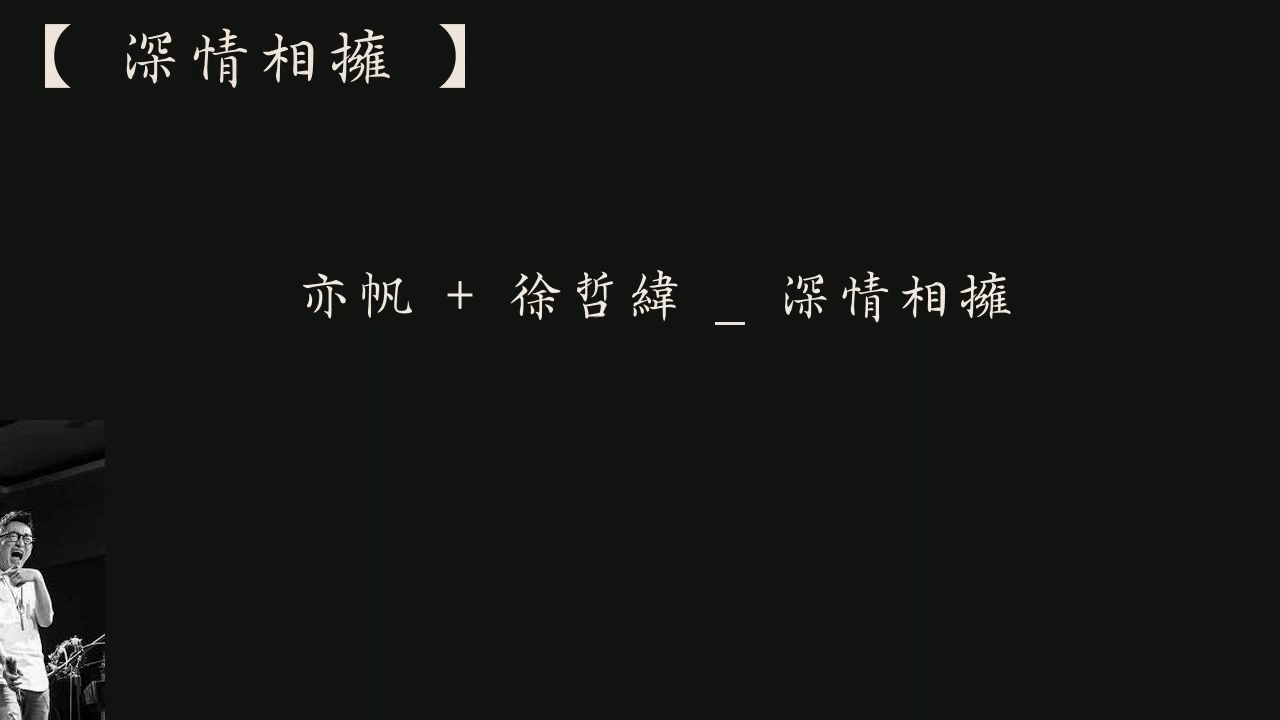 【 深情相擁 】
亦帆 + 徐哲緯 _ 深情相擁